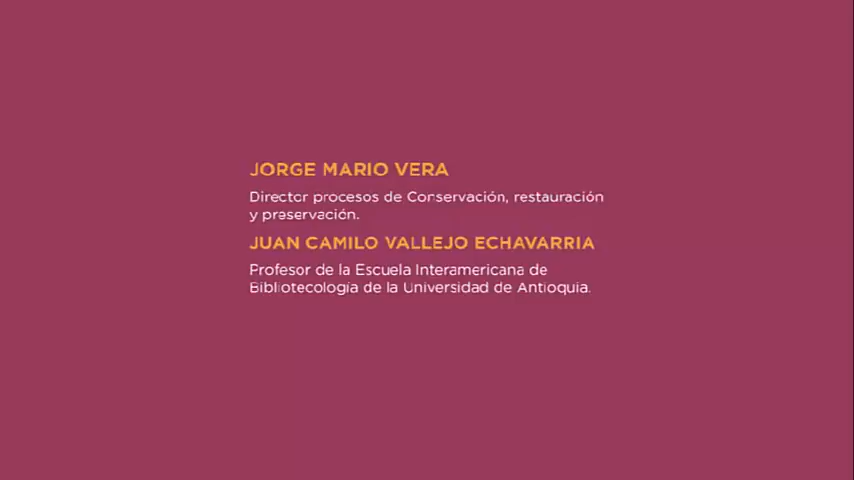 JORGE MARIO VERA
Director procesos de Conservación, restauración
y preservación.
JUAN CAMILO VALLEJO ECHAVARRIA
Profesor de la Escuela Interamericana de
Bibliotecología de la Universidad de Antioquia.